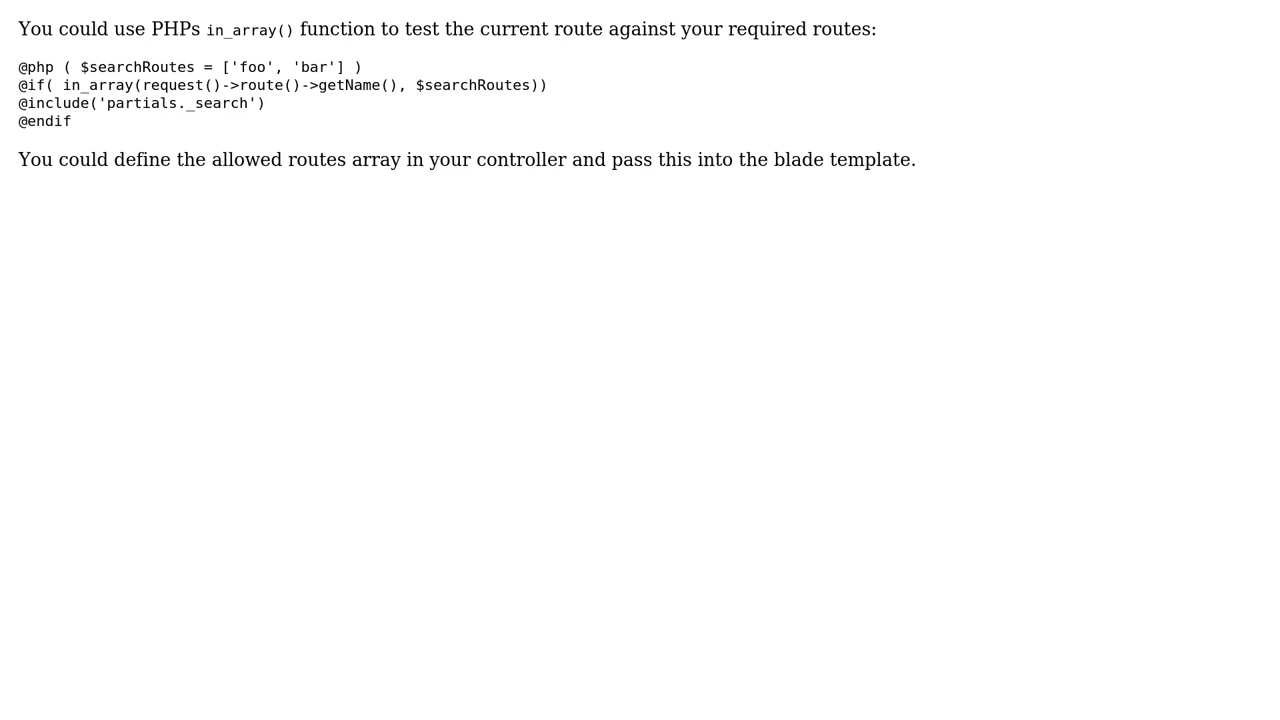 You could use PHPs in_array() function to test the current route against your required routes:
@php ( $searchRoutes = ['foo', 'bar'] )
@if( in_array(request()->route()->getName(), $searchRoutes))
@include('partials._search')
@endif
You could define the allowed routes array in your controller and pass this into the blade template.